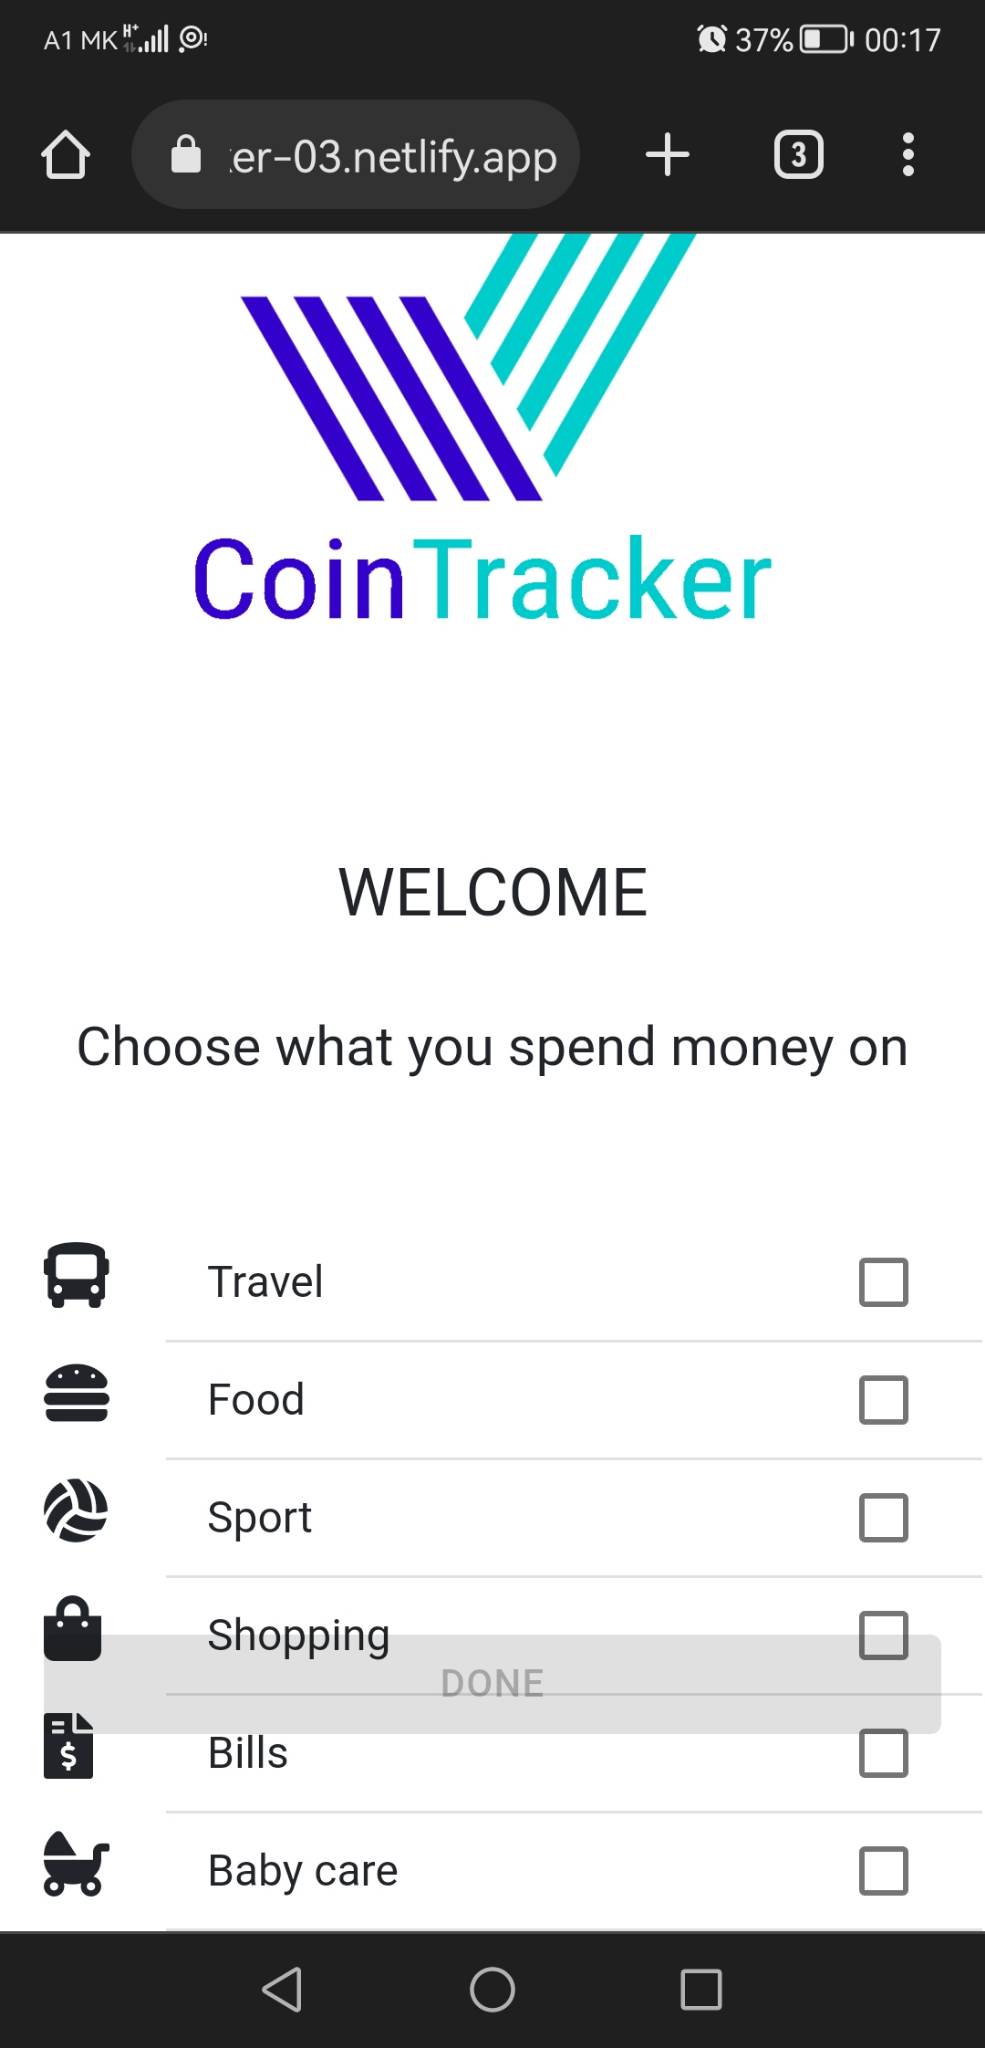 A1 MK H+ 37% 00:17
er-03.netlify.app 3
CoinTracker
WELCOME
Choose what you spend money on
Travel
Food
Sport
Shopping
DONE
Bills
Baby care